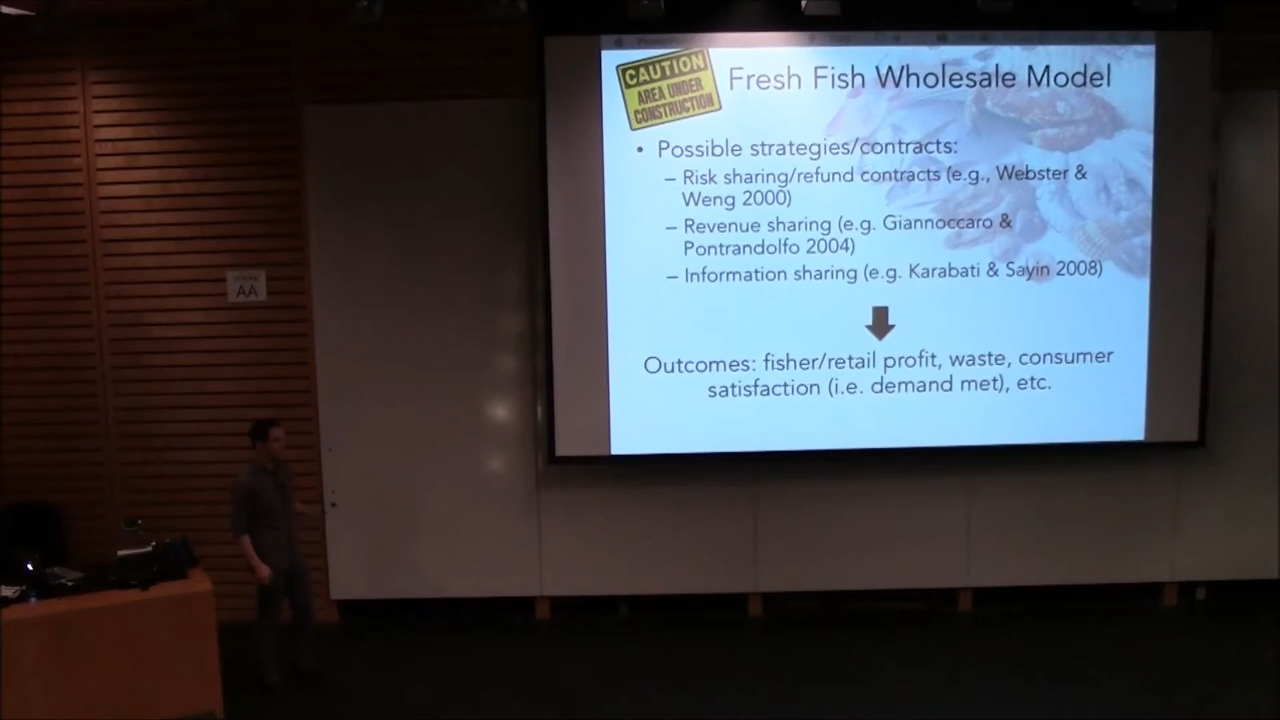 CAUTION
AREA UNDER
CONSTRUCTION
Fresh Fish Wholesale Model
• Possible strategies/contracts:
– Risk sharing/refund contracts (e.g., Webster &
Weng 2000)
– Revenue sharing (e.g. Giannoccaro &
Pontrandolfo 2004)
– Information sharing (e.g. Karabati & Sayin 2008)
Outcomes: fisher/retail profit, waste, consumer
satisfaction (i.e. demand met), etc.
AA